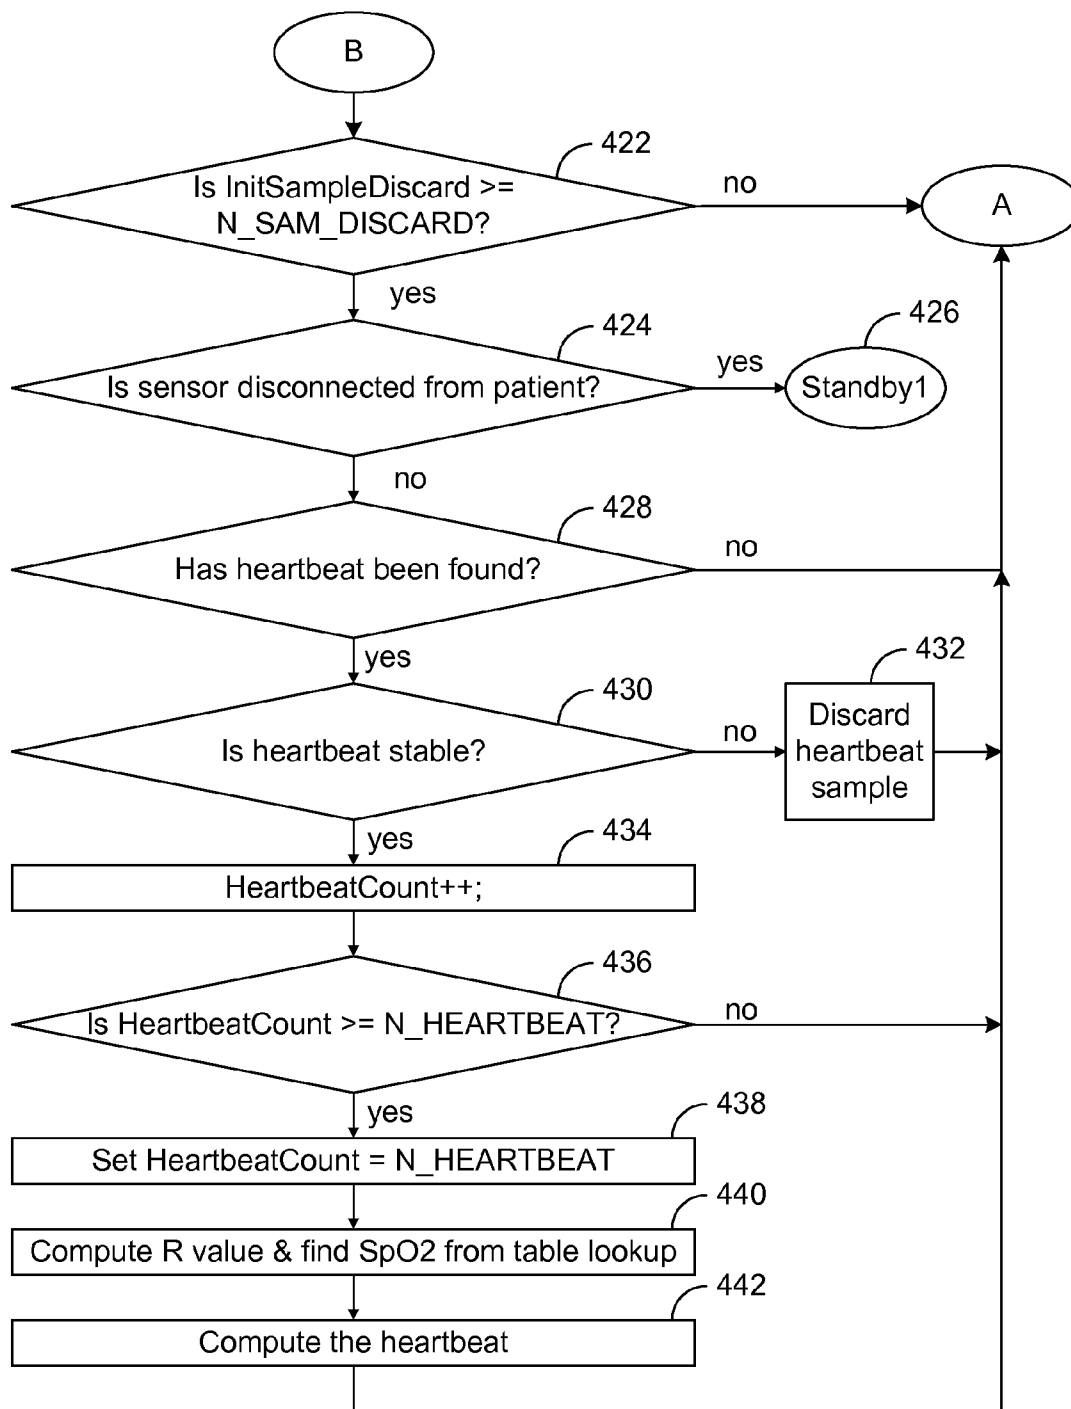 B
422
Is InitSampleDiscard >=
N_SAM_DISCARD?
no
A
yes
424
426
Is sensor disconnected from patient?
yes
Standby1
no
428
Has heartbeat been found?
no
yes
430
432
Is heartbeat stable?
no
Discard
heartbeat
sample
yes
434
HeartbeatCount++;
436
Is HeartbeatCount >= N_HEARTBEAT?
no
yes
438
Set HeartbeatCount = N_HEARTBEAT
440
Compute R value & find SpO2 from table lookup
442
Compute the heartbeat